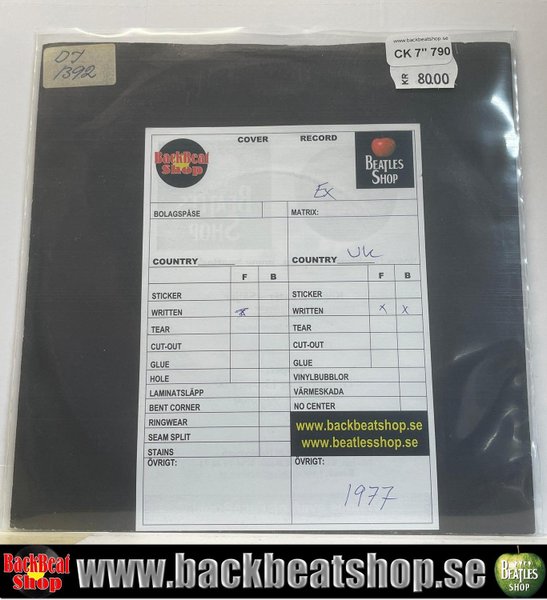 DJ
1392
www.backbeatshop.se
CK 7" 790
KR 80.00
COVER RECORD
BackBeat
Shop
BEATLES
SHOP
Ex
BOLAGSPÅSE MATRIX:
COUNTRY COUNTRY UK
F B F B
STICKER STICKER
WRITTEN x WRITTEN x x
TEAR TEAR
CUT-OUT CUT-OUT
GLUE GLUE
HOLE VINYLBUBBLOR
LAMINATSLÄPP VÄRMESKADA
BENT CORNER NO CENTER
RINGWEAR
SEAM SPLIT
STAINS
www.backbeatshop.se
www.beatlesshop.se
ÖVRIGT: ÖVRIGT:
1977
BackBeat
Shop
www.backbeatshop.se
BEATLES
SHOP